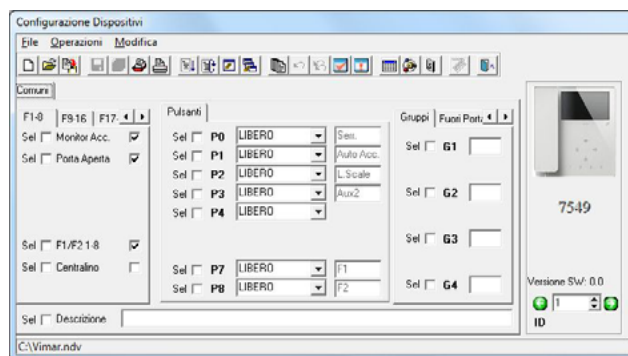 Configurazione Dispositivi
File Operazioni Modifica
Comuni
F1-8 F9-16 F17-
Sel Monitor Acc.
Sel Porta Aperta
Sel F1/F2 1-8
Sel Centralino
Pulsanti
Sel P0 LIBERO Serr.
Sel P1 LIBERO Auto Acc.
Sel P2 LIBERO L.Scale
Sel P3 LIBERO Aux2
Sel P4 LIBERO
Sel P7 LIBERO F1
Sel P8 LIBERO F2
Gruppi Fuori Porta
Sel G1
Sel G2
Sel G3
Sel G4
7549
Versione SW: 0.0
1
ID
Sel Descrizione
C:\Vimar.ndv